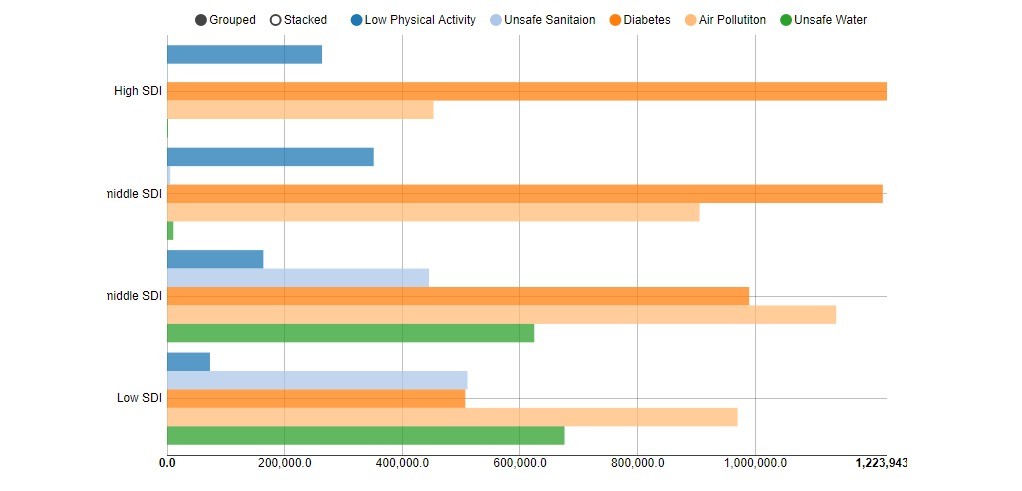 Grouped Stacked Low Physical Activity Unsafe Sanitaion Diabetes Air Pollutiton Unsafe Water
High SDI
middle SDI
middle SDI
Low SDI
0.0 200,000.0 400,000.0 600,000.0 800,000.0 1,000,000.0 1,223,943